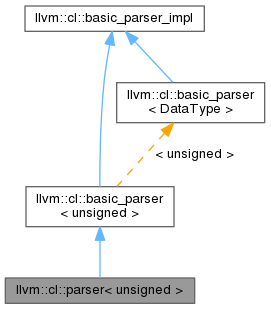 llvm::cl::basic_parser_impl
llvm::cl::basic_parser
< DataType >
< unsigned >
llvm::cl::basic_parser
< unsigned >
llvm::cl::parser< unsigned >